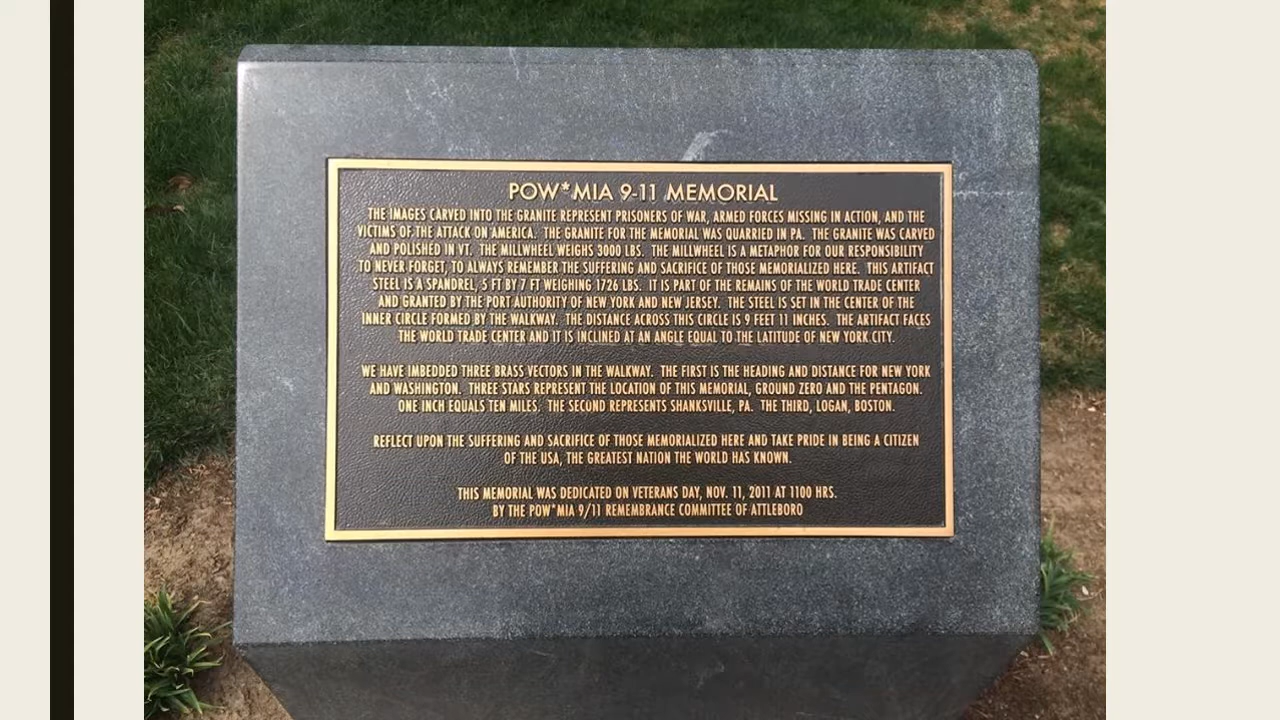 POW*MIA 9-11 MEMORIAL
THE IMAGES CARVED INTO THE GRANITE REPRESENT PRISONERS OF WAR, ARMED FORCES MISSING IN ACTION, AND THE
VICTIMS OF THE ATTACK ON AMERICA. THE GRANITE FOR THE MEMORIAL WAS QUARRIED IN PA. THE GRANITE WAS CARVED
AND POLISHED IN VT. THE MILLWHEEL WEIGHS 3000 LBS. THE MILLWHEEL IS A METAPHOR FOR OUR RESPONSIBILITY
TO NEVER FORGET, TO ALWAYS REMEMBER THE SUFFERING AND SACRIFICE OF THOSE MEMORIALIZED HERE. THIS ARTIFACT
STEEL IS A SPANDREL, 5 FT BY 7 FT WEIGHING 1726 LBS. IT IS PART OF THE REMAINS OF THE WORLD TRADE CENTER
AND GRANTED BY THE PORT AUTHORITY OF NEW YORK AND NEW JERSEY. THE STEEL IS SET IN THE CENTER OF THE
INNER CIRCLE FORMED BY THE WALKWAY. THE DISTANCE ACROSS THIS CIRCLE IS 9 FEET 11 INCHES. THE ARTIFACT FACES
THE WORLD TRADE CENTER AND IT IS INCLINED AT AN ANGLE EQUAL TO THE LATITUDE OF NEW YORK CITY.
WE HAVE IMBEDDED THREE BRASS VECTORS IN THE WALKWAY. THE FIRST IS THE HEADING AND DISTANCE FOR NEW YORK
AND WASHINGTON. THREE STARS REPRESENT THE LOCATION OF THIS MEMORIAL, GROUND ZERO AND THE PENTAGON.
ONE INCH EQUALS TEN MILES. THE SECOND REPRESENTS SHANKSVILLE, PA. THE THIRD, LOGAN, BOSTON.
REFLECT UPON THE SUFFERING AND SACRIFICE OF THOSE MEMORIALIZED HERE AND TAKE PRIDE IN BEING A CITIZEN
OF THE USA, THE GREATEST NATION THE WORLD HAS KNOWN.
THIS MEMORIAL WAS DEDICATED ON VETERANS DAY, NOV. 11, 2011 AT 1100 HRS.
BY THE POW*MIA 9/11 REMEMBRANCE COMMITTEE OF ATTLEBORO